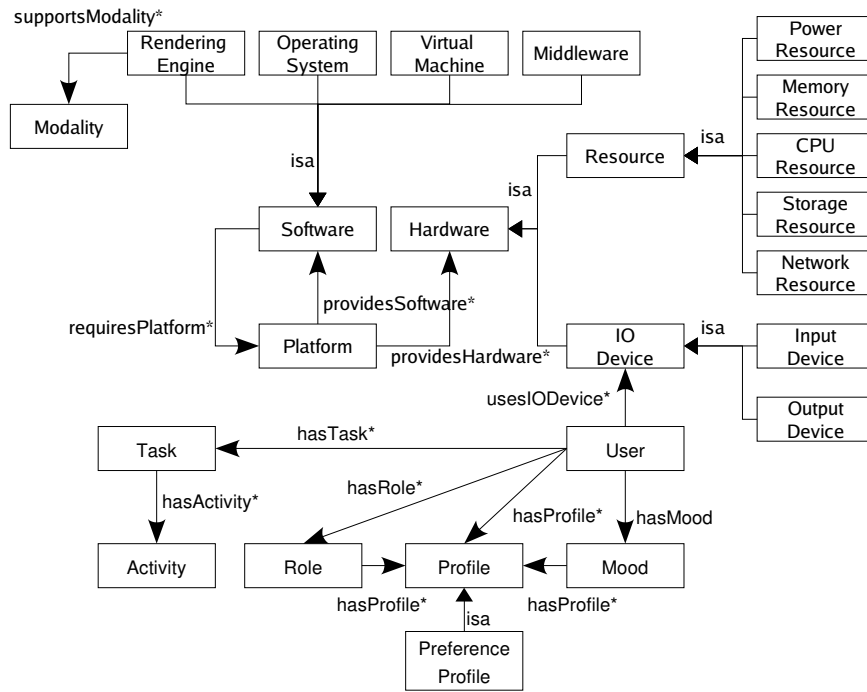 supportsModality*
Rendering
Engine
Operating
System
Virtual
Machine
Middleware
Power
Resource
Modality
Memory
Resource
isa
Resource
isa
CPU
Resource
isa
Storage
Resource
Software
Hardware
Network
Resource
providesSoftware*
requiresPlatform*
Platform
providesHardware*
IO
Device
isa
Input
Device
usesIODevice*
Output
Device
Task
hasTask*
User
hasRole*
hasActivity*
hasProfile*
hasMood
Activity
Role
Profile
Mood
hasProfile*
hasProfile*
isa
Preference
Profile